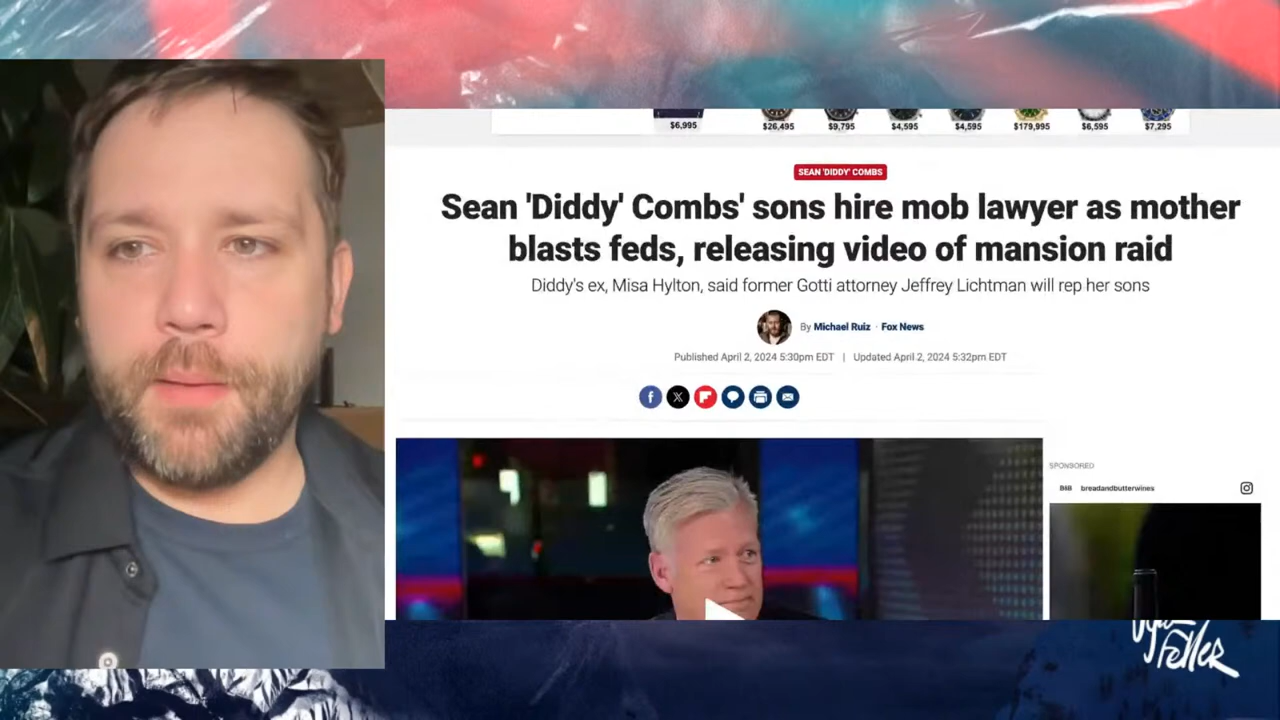 $6,995 $26,495 $9,795 $4,595 $4,595 $179,995 $6,595 $7,295
SEAN 'DIDDY' COMBS
Sean 'Diddy' Combs' sons hire mob lawyer as mother
blasts feds, releasing video of mansion raid
Diddy's ex, Misa Hylton, said former Gotti attorney Jeffrey Lichtman will rep her sons
By Michael Ruiz · Fox News
Published April 2, 2024 5:30pm EDT | Updated April 2, 2024 5:32pm EDT
SPONSORED
B&B breadandbutterwines